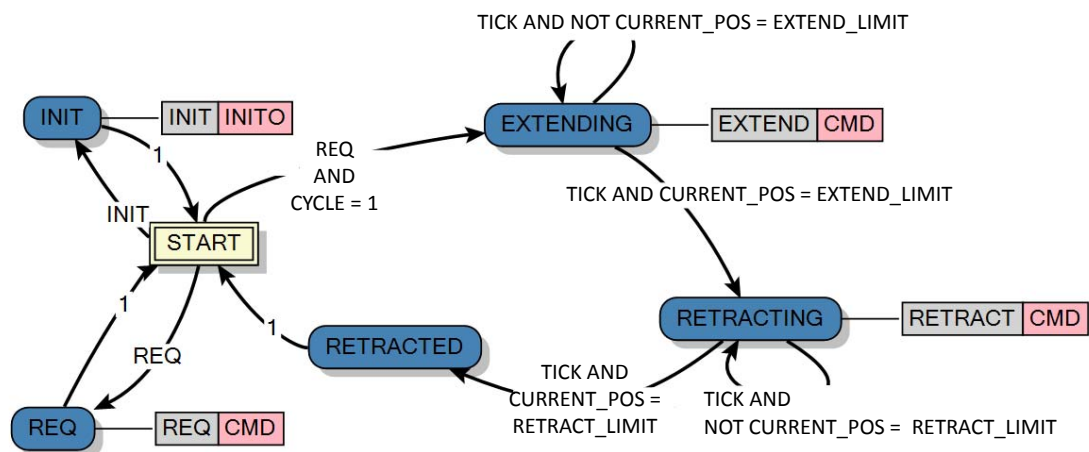 TICK AND NOT CURRENT_POS = EXTEND_LIMIT
INIT
INIT INITO
EXTENDING
EXTEND CMD
1
REQ
AND
CYCLE = 1
TICK AND CURRENT_POS = EXTEND_LIMIT
INIT
START
1
RETRACTING
RETRACT CMD
1
RETRACTED
REQ
TICK AND
CURRENT_POS =
RETRACT_LIMIT
TICK AND
NOT CURRENT_POS = RETRACT_LIMIT
REQ
REQ CMD